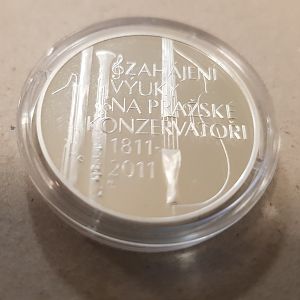 ZAHÁJENÍ
VÝUKY
NA PRAŽSKÉ
KONZERVATOŘI
1811-
2011